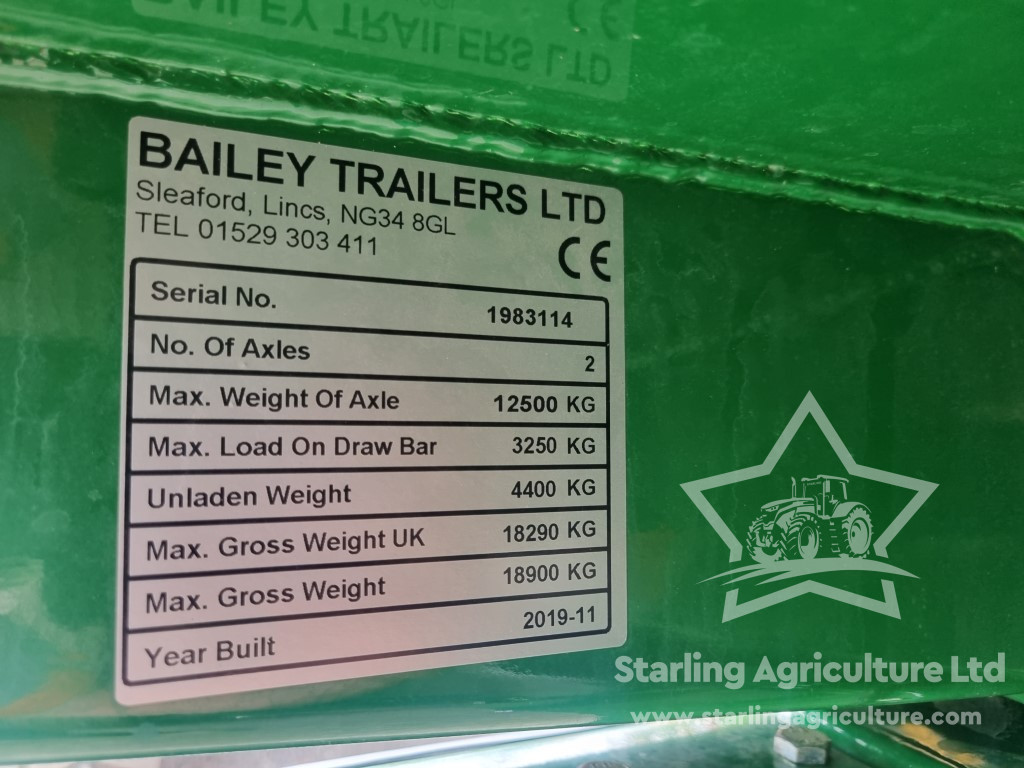 BAILEY TRAILERS LTD
BAILEY TRAILERS LTD
Sleaford, Lincs, NG34 8GL
TEL 01529 303 411
CE
Serial No. 1983114
No. Of Axles 2
Max. Weight Of Axle 12500 KG
Max. Load On Draw Bar 3250 KG
Unladen Weight 4400 KG
Max. Gross Weight UK 18290 KG
Max. Gross Weight 18900 KG
Year Built 2019-11
Starling Agriculture Ltd
www.starlingagriculture.com